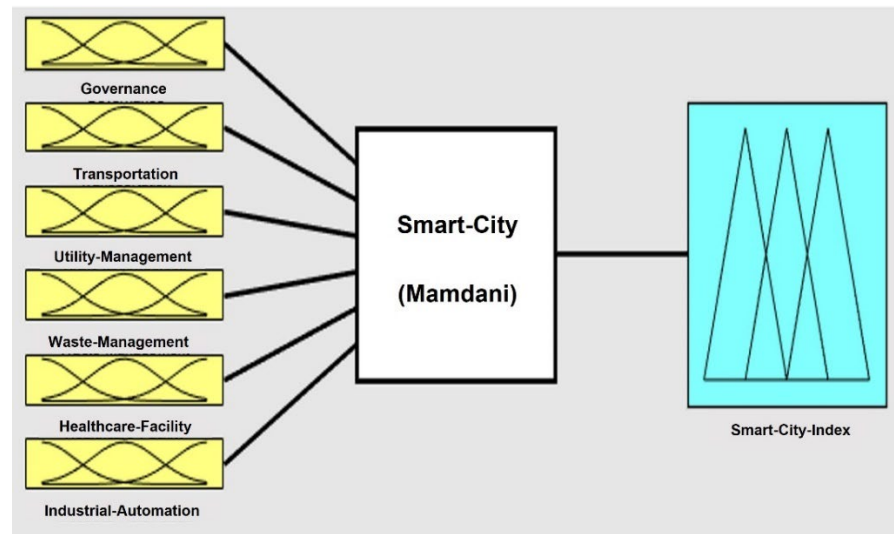 Governance
Transportation
Utility-Management
Waste-Management
Healthcare-Facility
Industrial-Automation
Smart-City
(Mamdani)
Smart-City-Index